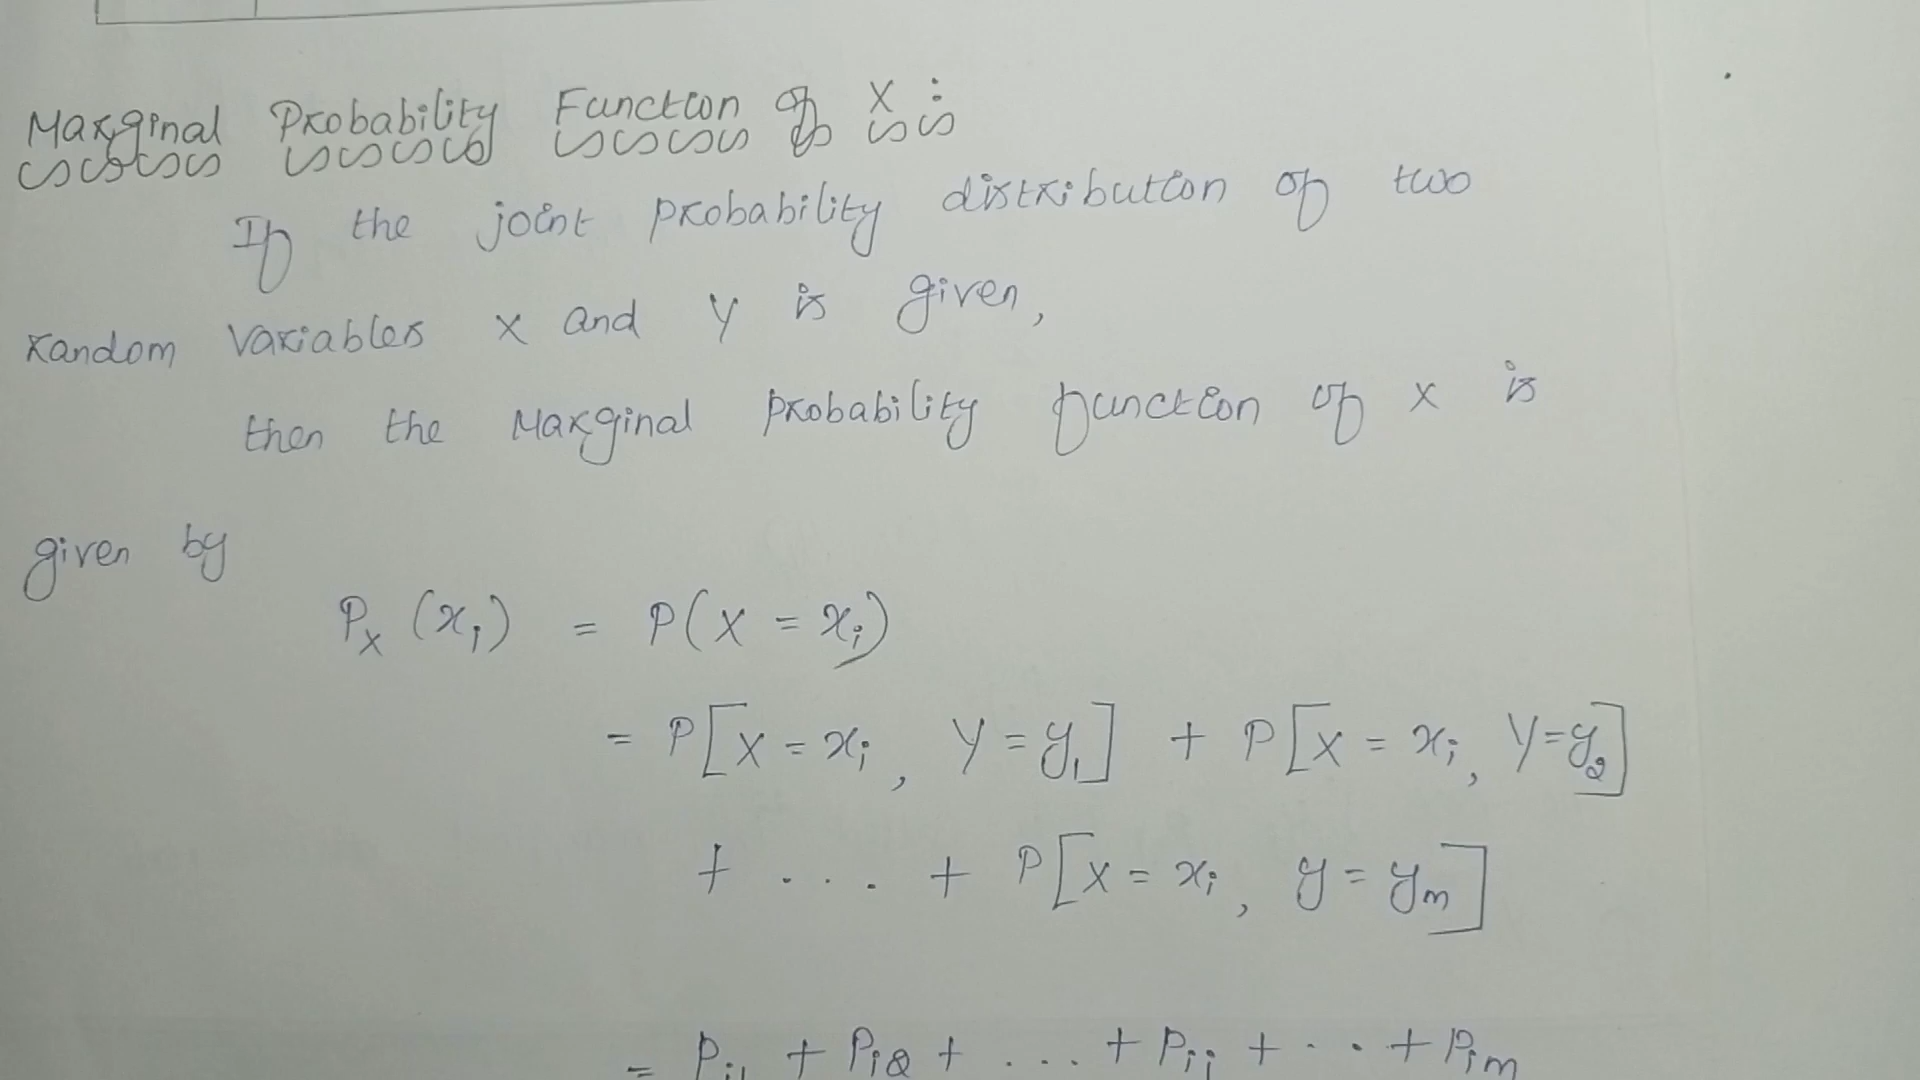 Marginal Probability Function of X :
If the joint probability distribution of two
random variables X and Y is given,
then the Marginal probability function of X is
given by
Pₓ (xᵢ) = P(X = xᵢ)
= P[X = xᵢ, Y = y₁] + P[X = xᵢ, Y = y₂]
+ . . . + P[X = xᵢ, y = yₘ]
= Pᵢ₁ + Pᵢ₂ + . . . + Pᵢⱼ + . . + Pᵢₘ